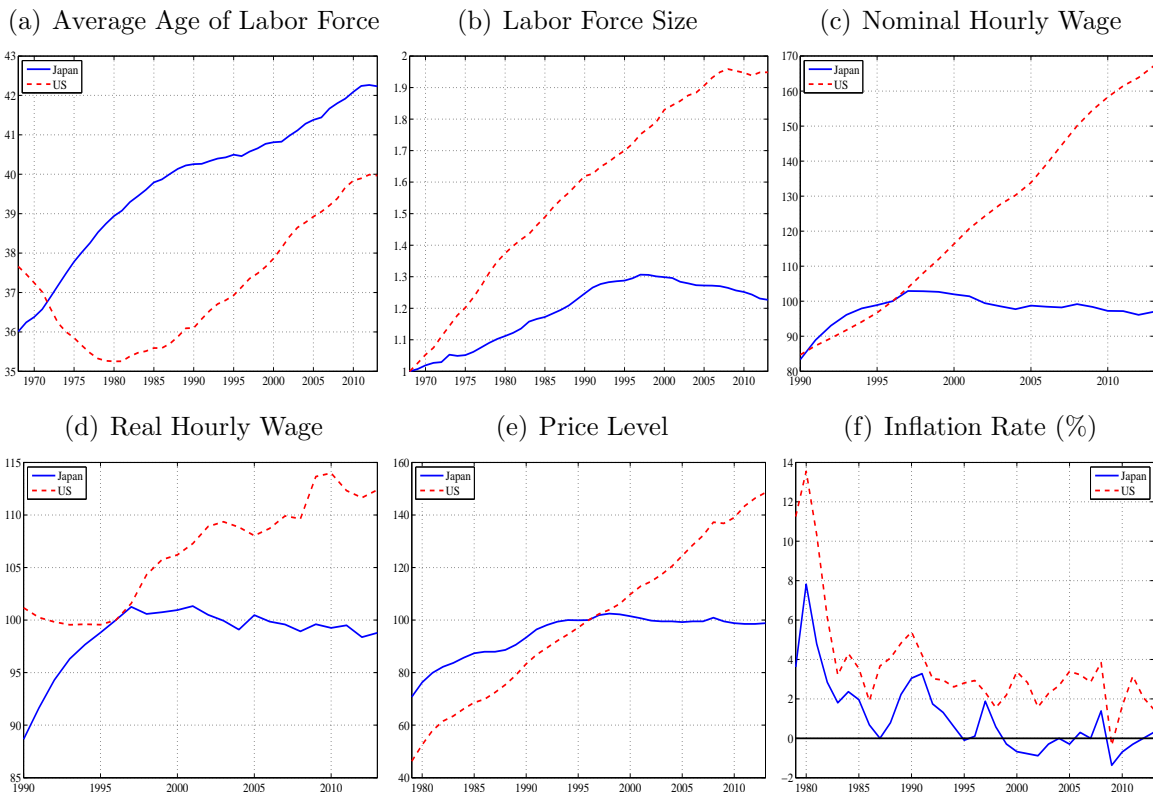 (a) Average Age of Labor Force
43
42
41
40
39
38
37
36
35
1970 1975 1980 1985 1990 1995 2000 2005 2010
Japan
US
(b) Labor Force Size
2
1.9
1.8
1.7
1.6
1.5
1.4
1.3
1.2
1.1
1
1970 1975 1980 1985 1990 1995 2000 2005 2010
(c) Nominal Hourly Wage
170
160
150
140
130
120
110
100
90
80
1990 1995 2000 2005 2010
Japan
US
(d) Real Hourly Wage
115
110
105
100
95
90
85
1990 1995 2000 2005 2010
Japan
US
(e) Price Level
160
140
120
100
80
60
40
1980 1985 1990 1995 2000 2005 2010
Japan
US
(f) Inflation Rate (%)
14
12
10
8
6
4
2
0
−2
1980 1985 1990 1995 2000 2005 2010
Japan
US